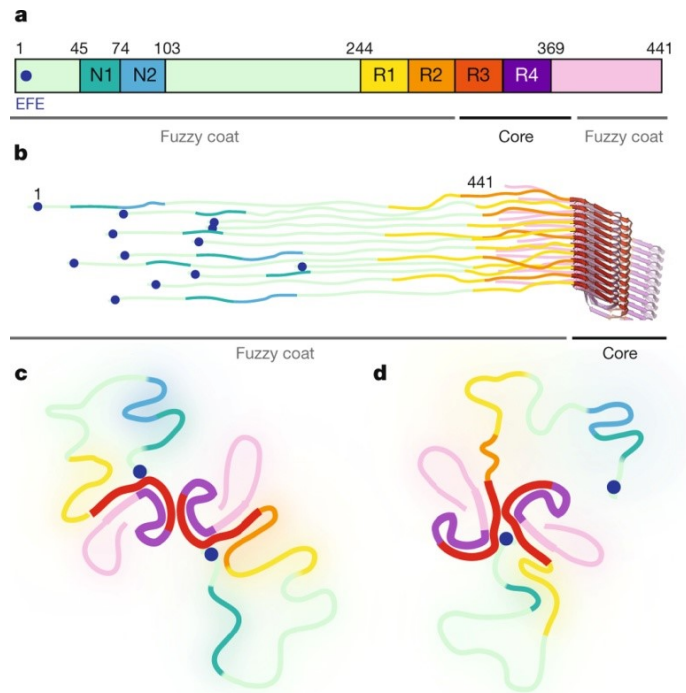 a
1 45 74 103 244 369 441
N1 N2 R1 R2 R3 R4
EFE
Fuzzy coat Core Fuzzy coat
b
1 441
Fuzzy coat Core
c d